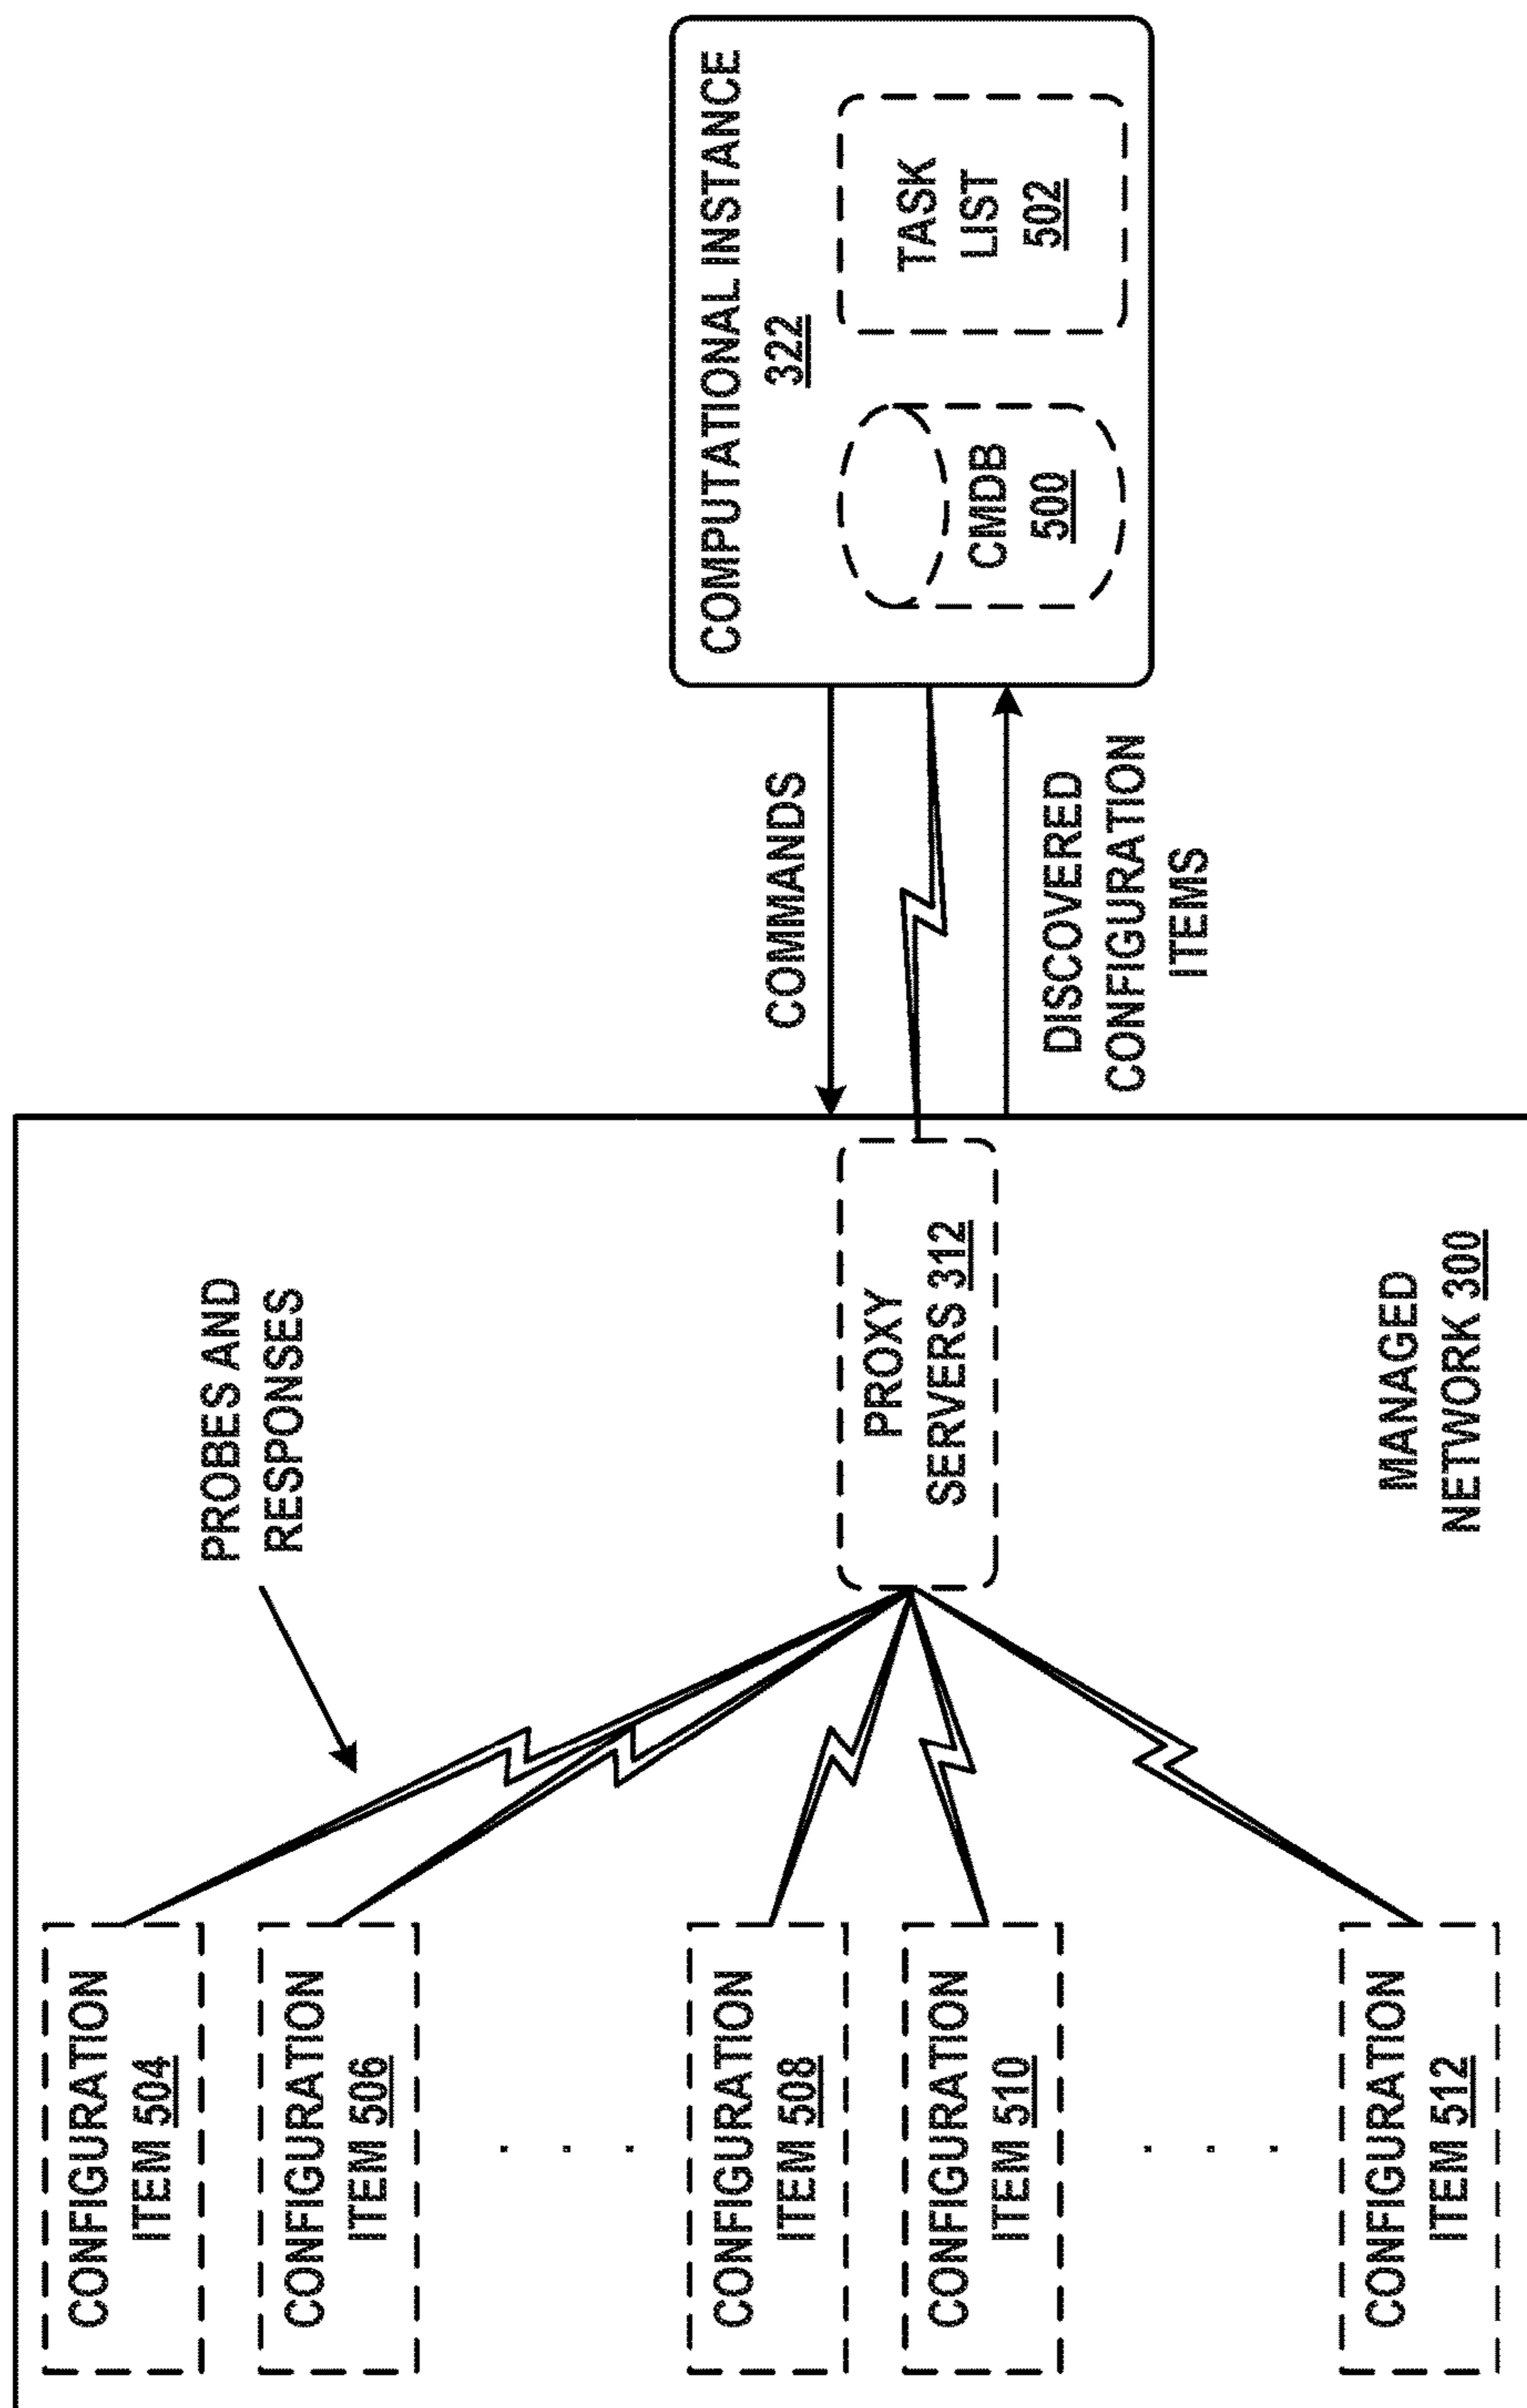 COMPUTATIONAL INSTANCE
322
CMDB
500
TASK
LIST
502
COMMANDS
DISCOVERED
CONFIGURATION
ITEMS
PROBES AND
RESPONSES
PROXY
SERVERS 312
MANAGED
NETWORK 300
CONFIGURATION
ITEM 504
CONFIGURATION
ITEM 506
. . .
CONFIGURATION
ITEM 508
CONFIGURATION
ITEM 510
. . .
CONFIGURATION
ITEM 512